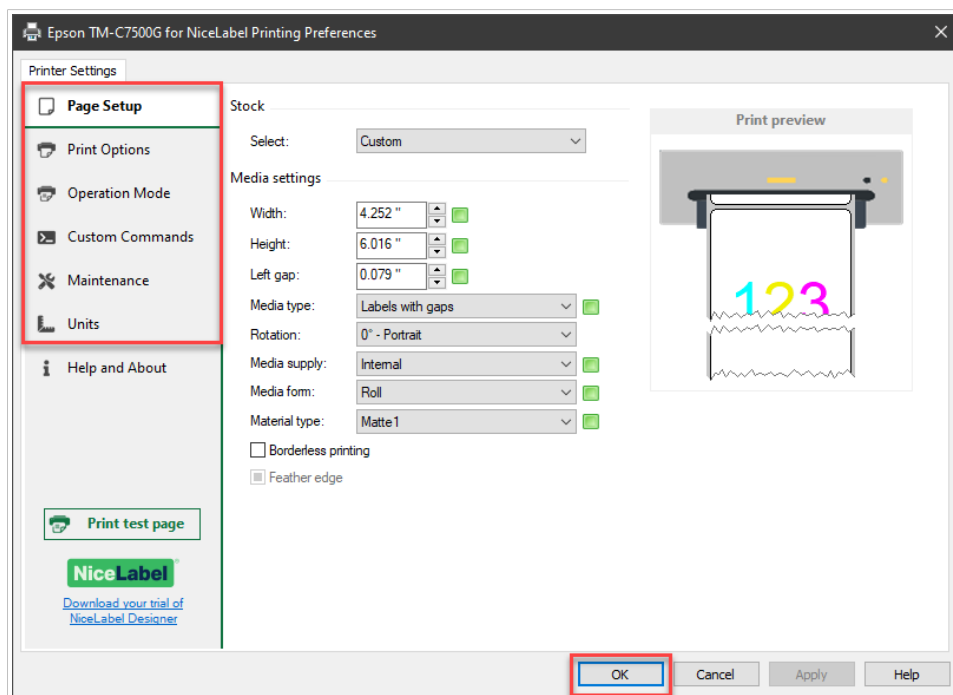 Epson TM-C7500G for NiceLabel Printing Preferences
Printer Settings
Page Setup
Print Options
Operation Mode
Custom Commands
Maintenance
Units
Help and About
Print test page
NiceLabel
Download your trial of
NiceLabel Designer
Stock
Select: Custom
Media settings
Width: 4.252 "
Height: 6.016 "
Left gap: 0.079 "
Media type: Labels with gaps
Rotation: 0° - Portrait
Media supply: Internal
Media form: Roll
Material type: Matte1
Borderless printing
Feather edge
Print preview
123
OK Cancel Apply Help